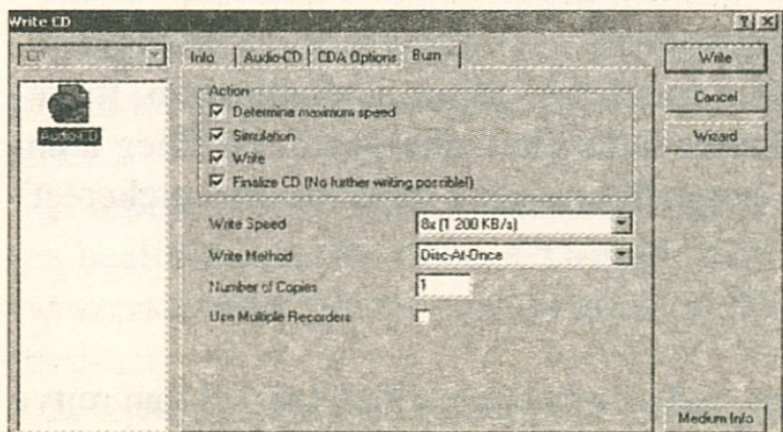 Write CD
CD
Info Audio-CD CDA Options Burn
Write
Cancel
Wizard
Audio-CD
Action
Determine maximum speed
Simulation
Write
Finalize CD (No further writing possible!)
Write Speed 8x (1 200 KB/s)
Write Method Disc-At-Once
Number of Copies 1
Use Multiple Recorders
Medium Info